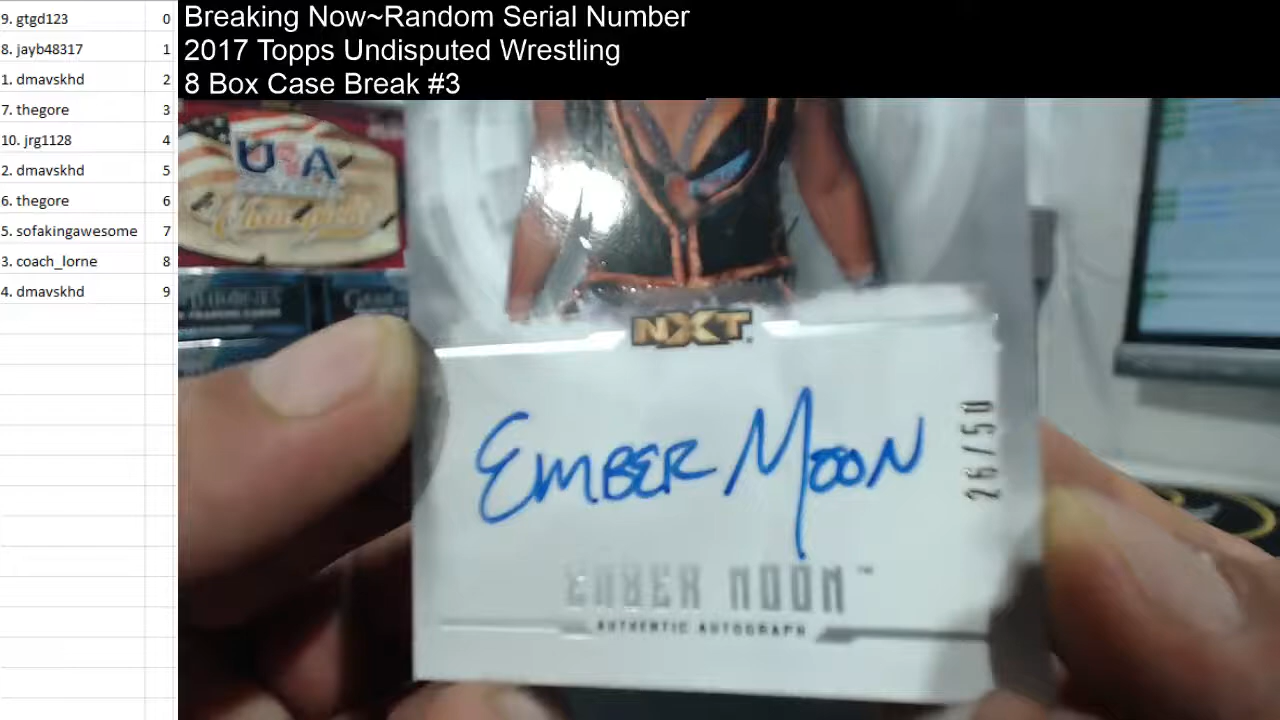 Breaking Now~Random Serial Number
2017 Topps Undisputed Wrestling
8 Box Case Break #3
9. gtgd123 0
8. jayb48317 1
1. dmavskhd 2
7. thegore 3
10. jrg1128 4
2. dmavskhd 5
6. thegore 6
5. sofakingawesome 7
3. coach_lorne 8
4. dmavskhd 9
USA
NXT
EMBER MOON
26/50
EMBER MOON™
AUTHENTIC AUTOGRAPH